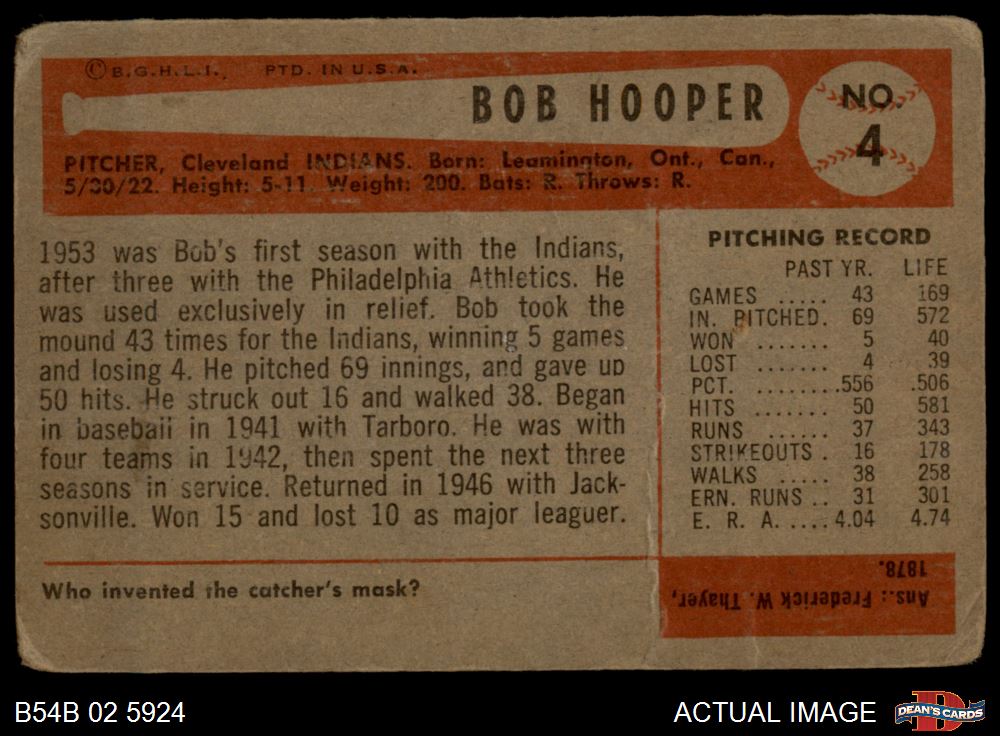 © B.G.H.L.I., PTD. IN U.S.A.
BOB HOOPER
NO.
4
PITCHER, Cleveland INDIANS. Born: Leamington, Ont., Can.,
5/30/22. Height: 5-11. Weight: 200. Bats: R. Throws: R.
1953 was Bob's first season with the Indians,
after three with the Philadelphia Athletics. He
was used exclusively in relief. Bob took the
mound 43 times for the Indians, winning 5 games
and losing 4. He pitched 69 innings, and gave up
50 hits. He struck out 16 and walked 38. Began
in baseball in 1941 with Tarboro. He was with
four teams in 1942, then spent the next three
seasons in service. Returned in 1946 with Jack-
sonville. Won 15 and lost 10 as major leaguer.
PITCHING RECORD
PAST YR. LIFE
GAMES ..... 43 169
IN. PITCHED. 69 572
WON ....... 5 40
LOST ....... 4 39
PCT. ........556 .506
HITS ....... 50 581
RUNS ...... 37 343
STRIKEOUTS . 16 178
WALKS .... 38 258
ERN. RUNS .. 31 301
E. R. A. .....4.04 4.74
Who invented the catcher's mask?
Ans.: Frederick W. Thayer,
1878.
B54B 02 5924
ACTUAL IMAGE
DEAN'S CARDS